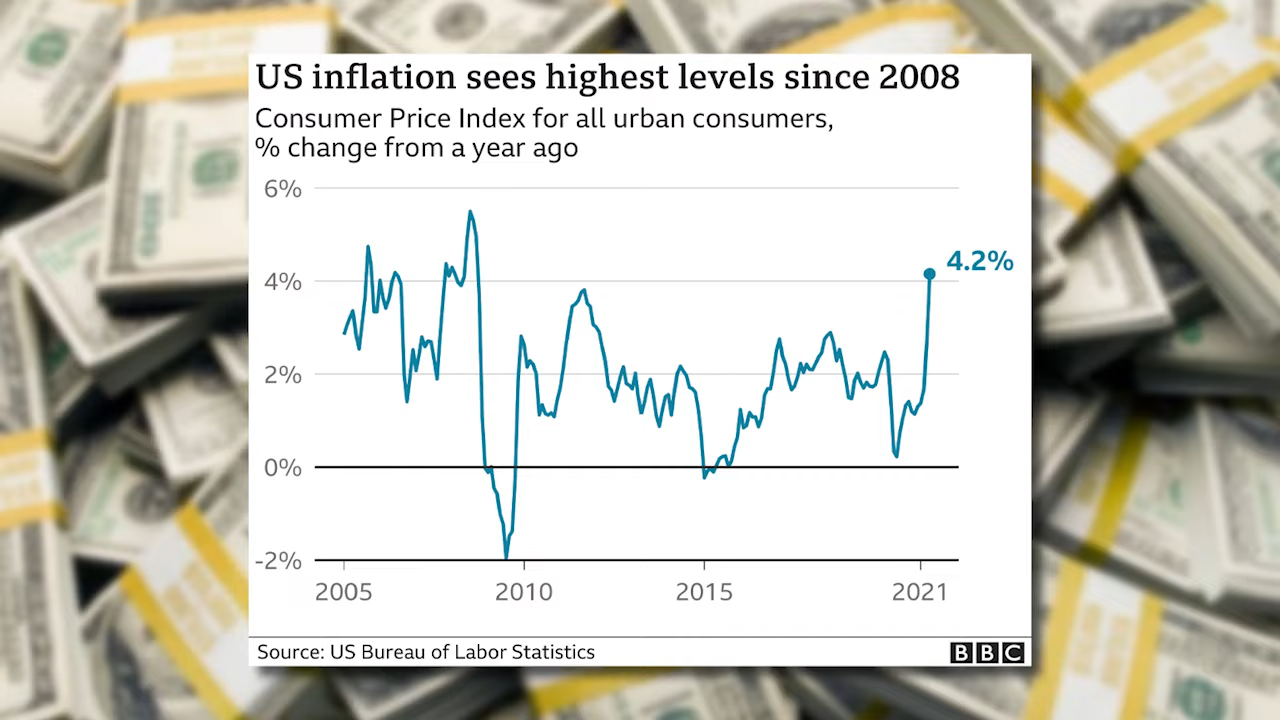 US inflation sees highest levels since 2008
Consumer Price Index for all urban consumers,
% change from a year ago
6%
4.2%
4%
2%
0%
-2%
2005 2010 2015 2021
Source: US Bureau of Labor Statistics
BBC